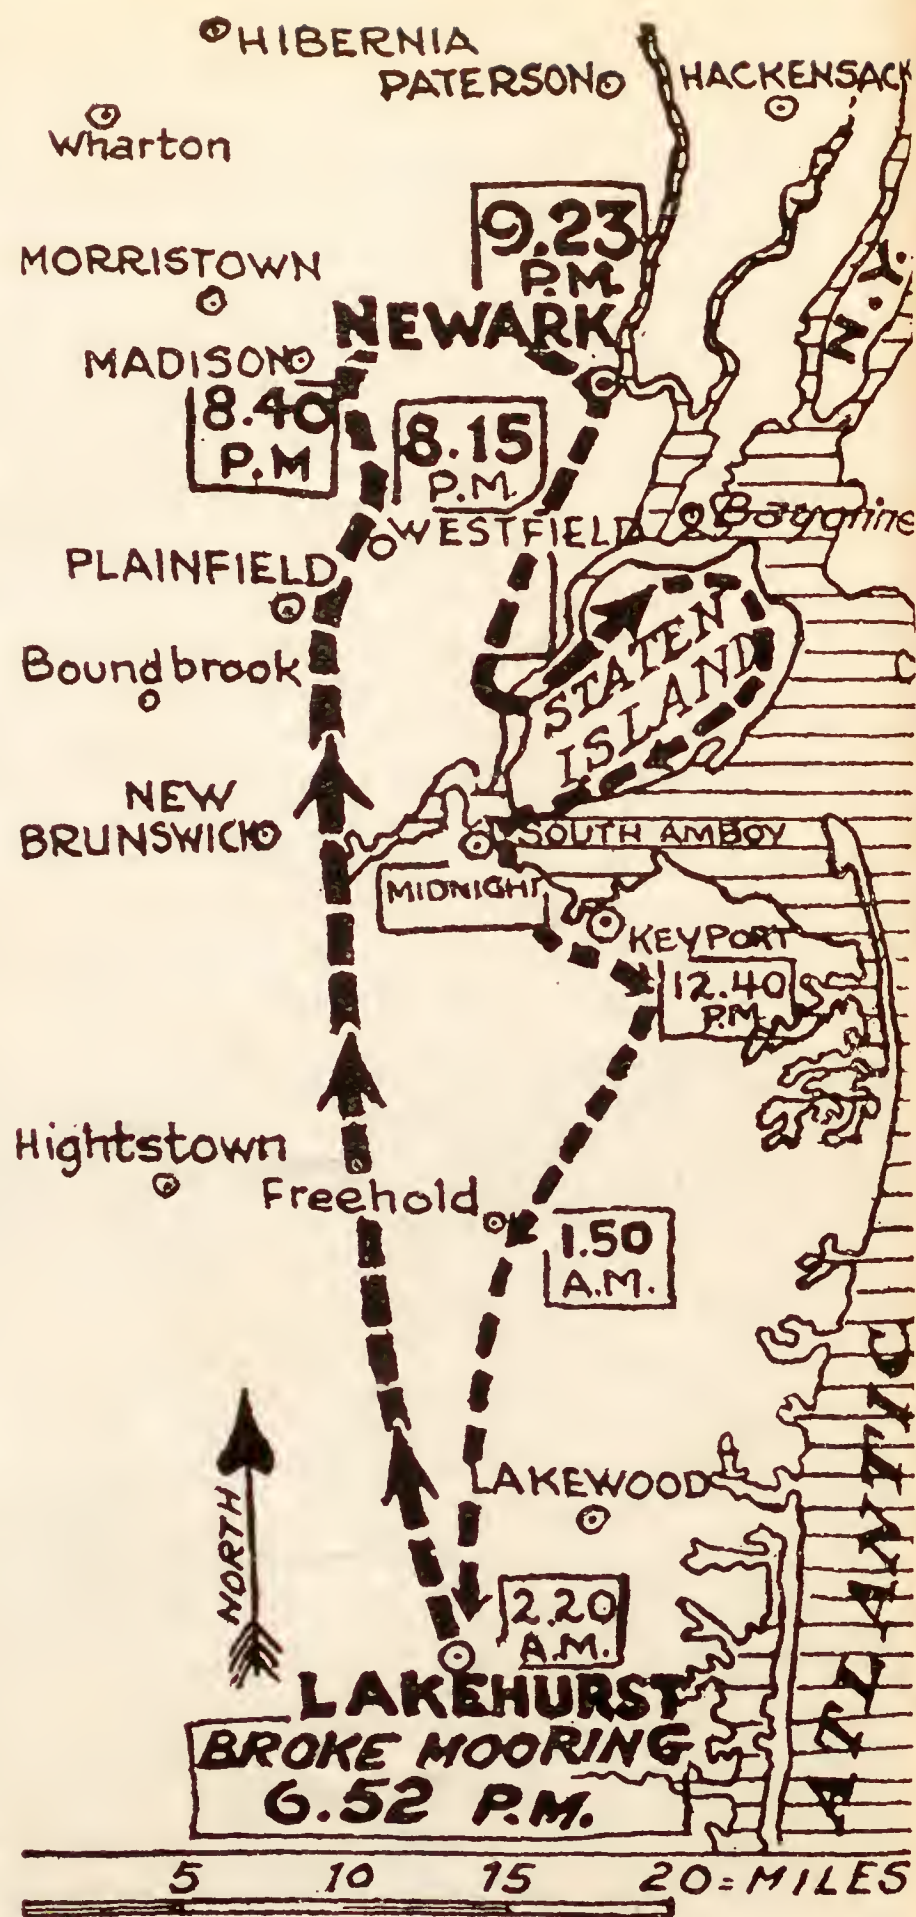 HIBERNIA
PATERSON
HACKENSACK
Wharton
9.23
P.M.
MORRISTOWN
N.Y.
NEWARK
MADISON
8.40
P.M
8.15
P.M.
WESTFIELD
Bayonne
PLAINFIELD
Boundbrook
STATEN
ISLAND
NEW
BRUNSWICK
SOUTH AMBOY
MIDNIGHT
KEYPORT
12.40
P.M.
Hightstown
Freehold
1.50
A.M.
LAKEWOOD
NORTH
2.20
A.M.
LAKEHURST
BROKE MOORING
6.52 P.M.
ATLANTIC
5 10 15 20=MILES